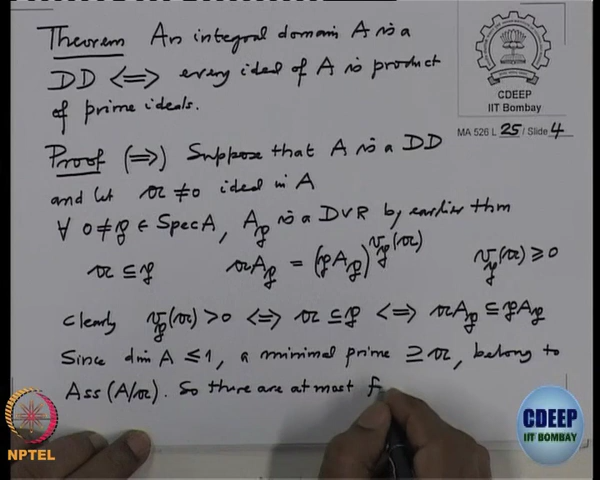 Theorem An integral domain A is a
DD ⟺ every ideal of A is product
of prime ideals.
CDEEP
IIT Bombay
MA 526 L 25 / Slide 4
Proof (⟹) Suppose that A is a DD
and let 𝔞 ≠ 0 ideal in A
∀ 0 ≠ 𝔭 ∈ Spec A, A_𝔭 is a DVR by earlier thm
𝔞 ⊆ 𝔭 𝔞A_𝔭 = (𝔭A_𝔭)^{v_𝔭(𝔞)} v_𝔭(𝔞) ≥ 0
Clearly v_𝔭(𝔞) > 0 ⟺ 𝔞 ⊆ 𝔭 ⟺ 𝔞A_𝔭 ⊆ 𝔭A_𝔭
Since dim A ≤ 1, a minimal prime ⊇ 𝔞, belong to
Ass (A/𝔞). So there are at most f
NPTEL
CDEEP
IIT BOMBAY